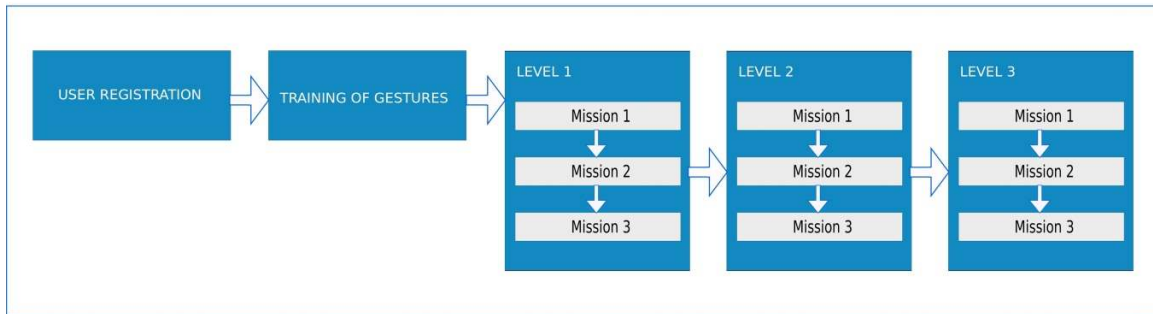 USER REGISTRATION
TRAINING OF GESTURES
LEVEL 1
Mission 1
Mission 2
Mission 3
LEVEL 2
Mission 1
Mission 2
Mission 3
LEVEL 3
Mission 1
Mission 2
Mission 3